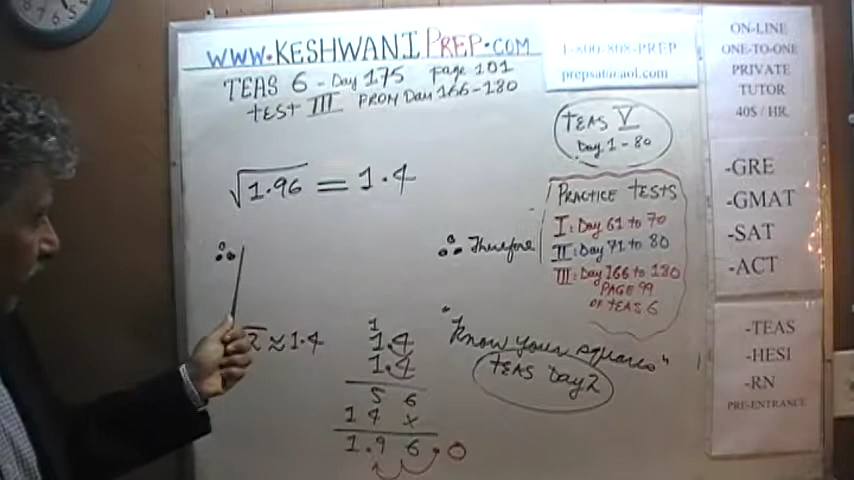 www.KESHWANIPREP.COM
TEAS 6 - Day 175 page 101
TEST III FROM Day 166-180
1-800-808-PREP
prepsat@aol.com
TEAS V
Day 1-80
√1.96 = 1.4
∴
∴ Therefore
PRACTICE TESTS
I: Day 61 to 70
II: Day 71 to 80
III: Day 166 to 180
PAGE 99
OF TEAS 6
2 ≈ 1.4
1
1.4
1.4
5 6
1 4 x
1.9 6.0
"Know your squares"
TEAS Day 2
ON-LINE
ONE-TO-ONE
PRIVATE
TUTOR
40$ / HR
-GRE
-GMAT
-SAT
-ACT
-TEAS
-HESI
-RN
PRE-ENTRANCE